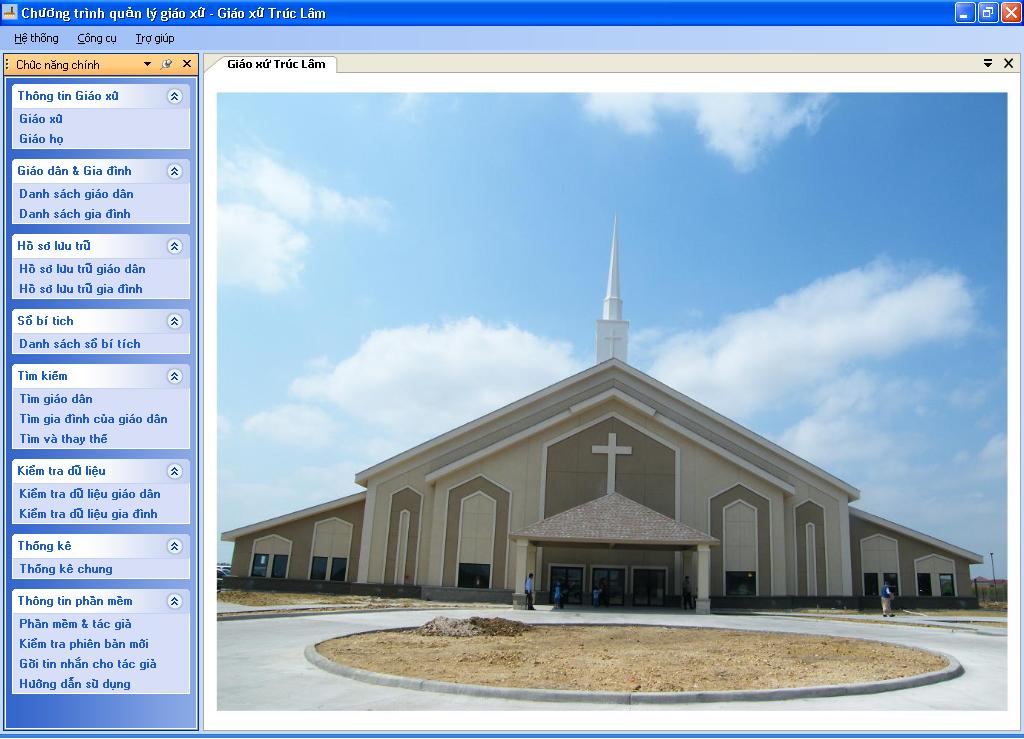 Chương trình quản lý giáo xứ - Giáo xứ Trúc Lâm
Hệ thống Công cụ Trợ giúp
Chức năng chính
Giáo xứ Trúc Lâm
Thông tin Giáo xứ
Giáo xứ
Giáo họ
Giáo dân & Gia đình
Danh sách giáo dân
Danh sách gia đình
Hồ sơ lưu trữ
Hồ sơ lưu trữ giáo dân
Hồ sơ lưu trữ gia đình
Sổ bí tich
Danh sách sổ bí tích
Tìm kiếm
Tìm giáo dân
Tìm gia đình của giáo dân
Tìm và thay thế
Kiểm tra dữ liệu
Kiểm tra dữ liệu giáo dân
Kiểm tra dữ liệu gia đình
Thống kê
Thống kê chung
Thông tin phần mềm
Phần mềm & tác giả
Kiểm tra phiên bản mới
Gởi tin nhắn cho tác giả
Hướng dẫn sử dụng